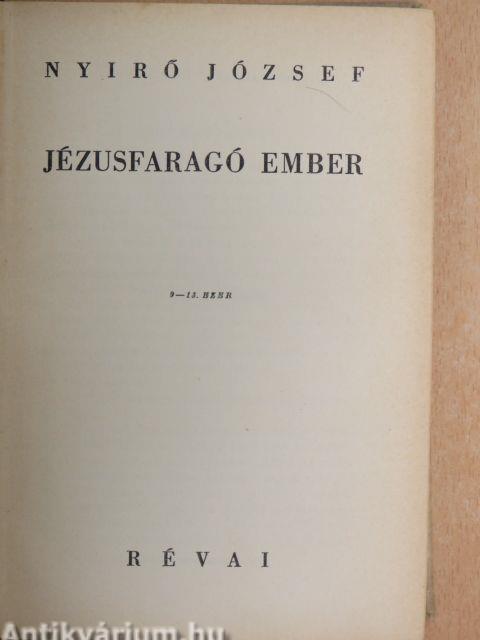 NYIRŐ JÓZSEF
JÉZUSFARAGÓ EMBER
9—13. EZER
RÉVAI
Antikvárium.hu